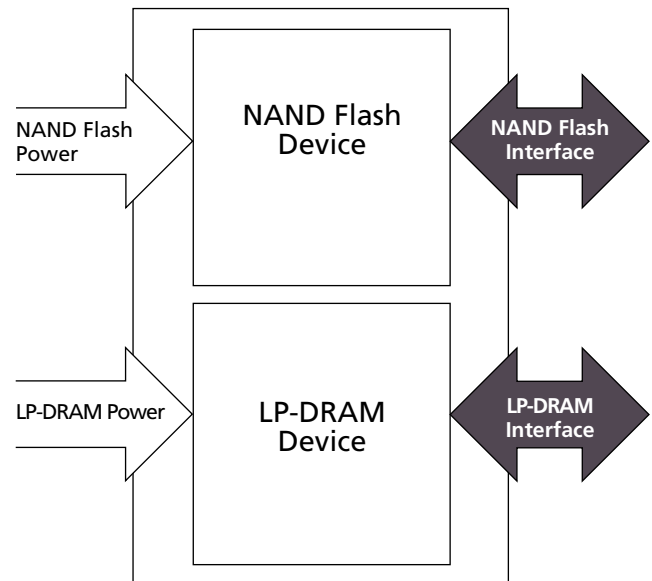 NAND Flash
Power
NAND Flash
Device
NAND Flash
Interface
LP-DRAM Power
LP-DRAM
Device
LP-DRAM
Interface